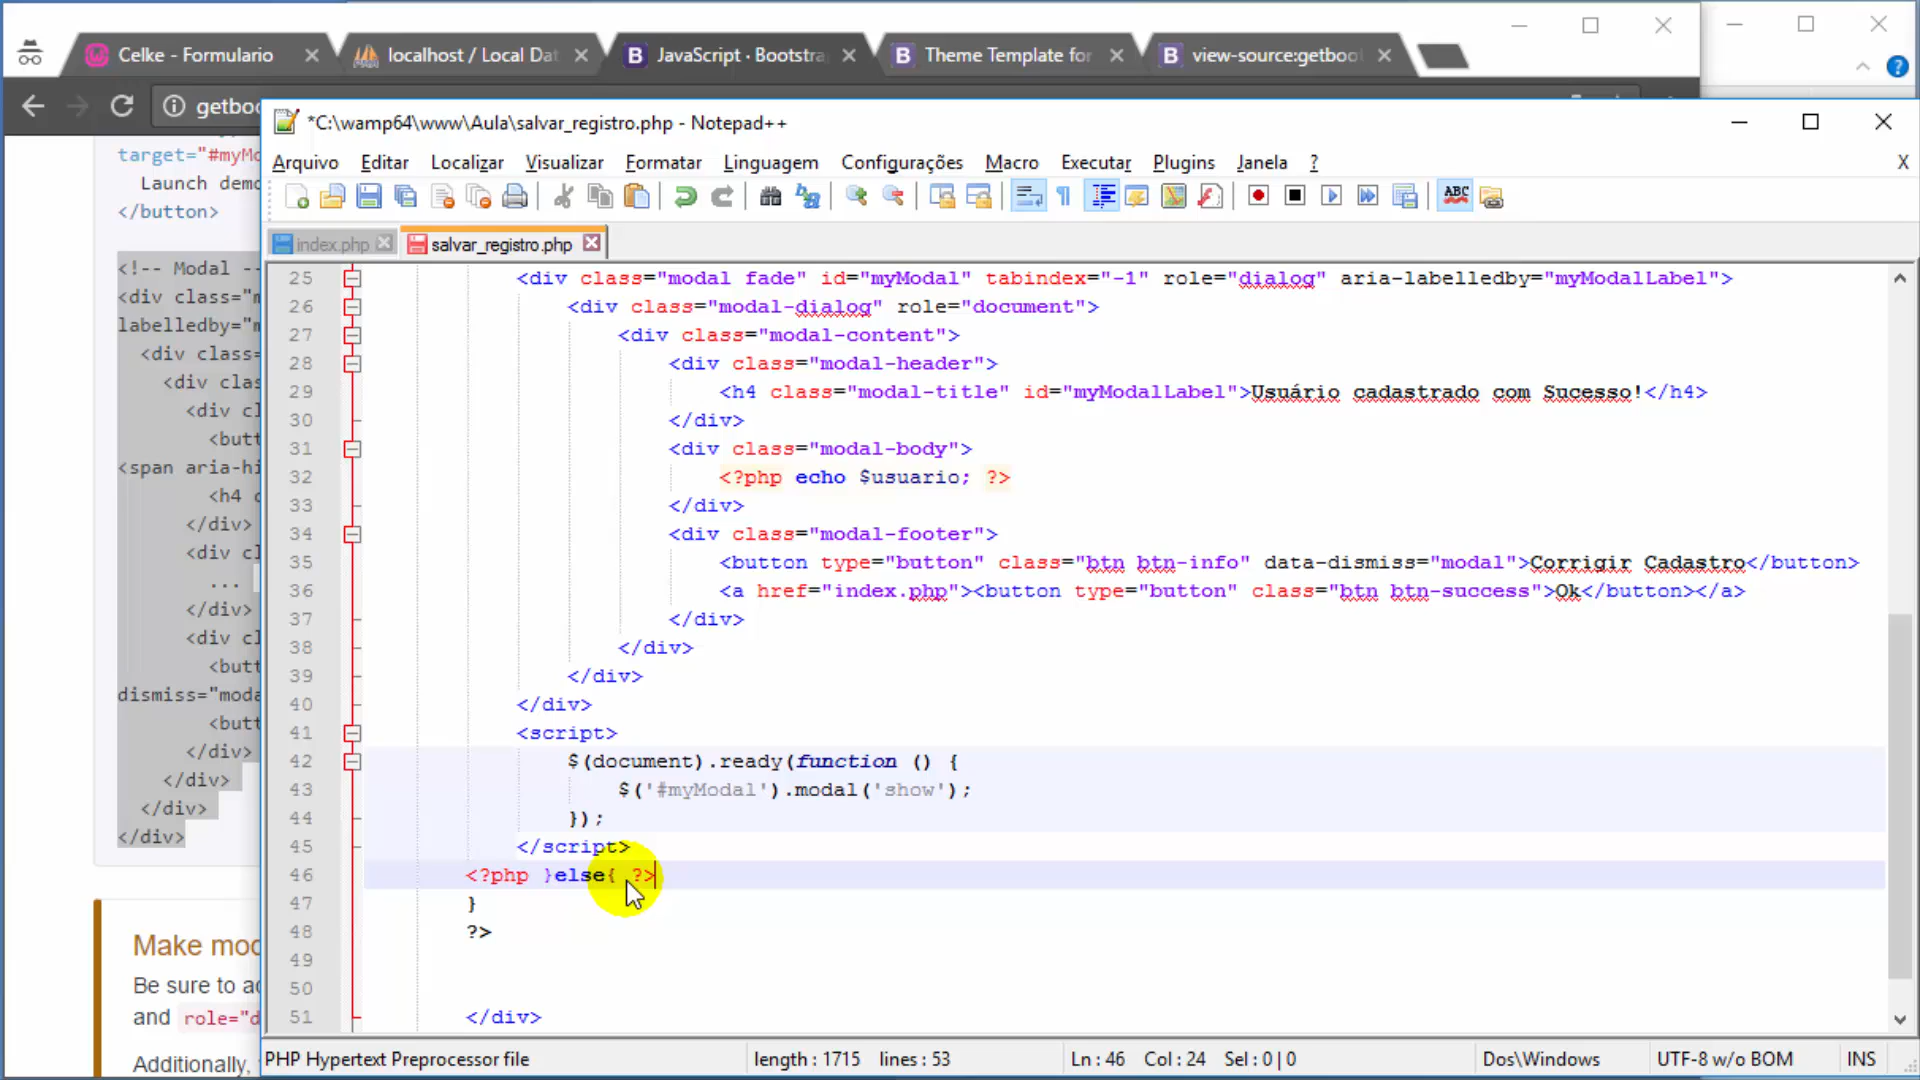 Celke - Formulario
localhost / Local Dat
JavaScript · Bootstra
Theme Template for
view-source:getboot
getboo
*C:\wamp64\www\Aula\salvar_registro.php - Notepad++
Arquivo Editar Localizar Visualizar Formatar Linguagem Configurações Macro Executar Plugins Janela ? X
index.php salvar_registro.php
target="#myMo
Launch demo
</button>
<!-- Modal --
<div class="m
labelledby="m
<div class=
<div clas
<div cl
<butt
<span aria-hi
<h4 c
</div>
<div cl
...
</div>
<div cl
<butt
dismiss="moda
<butt
</div>
</div>
</div>
</div>
Make mod
Be sure to ad
and role="d
Additionally,
25 <div class="modal fade" id="myModal" tabindex="-1" role="dialog" aria-labelledby="myModalLabel">
26 <div class="modal-dialog" role="document">
27 <div class="modal-content">
28 <div class="modal-header">
29 <h4 class="modal-title" id="myModalLabel">Usuário cadastrado com Sucesso!</h4>
30 </div>
31 <div class="modal-body">
32 <?php echo $usuario; ?>
33 </div>
34 <div class="modal-footer">
35 <button type="button" class="btn btn-info" data-dismiss="modal">Corrigir Cadastro</button>
36 <a href="index.php"><button type="button" class="btn btn-success">Ok</button></a>
37 </div>
38 </div>
39 </div>
40 </div>
41 <script>
42 $(document).ready(function () {
43 $('#myModal').modal('show');
44 });
45 </script>
46 <?php }else{ ?>
47 }
48 ?>
49
50
51 </div>
PHP Hypertext Preprocessor file length : 1715 lines : 53 Ln : 46 Col : 24 Sel : 0 | 0 Dos\Windows UTF-8 w/o BOM INS